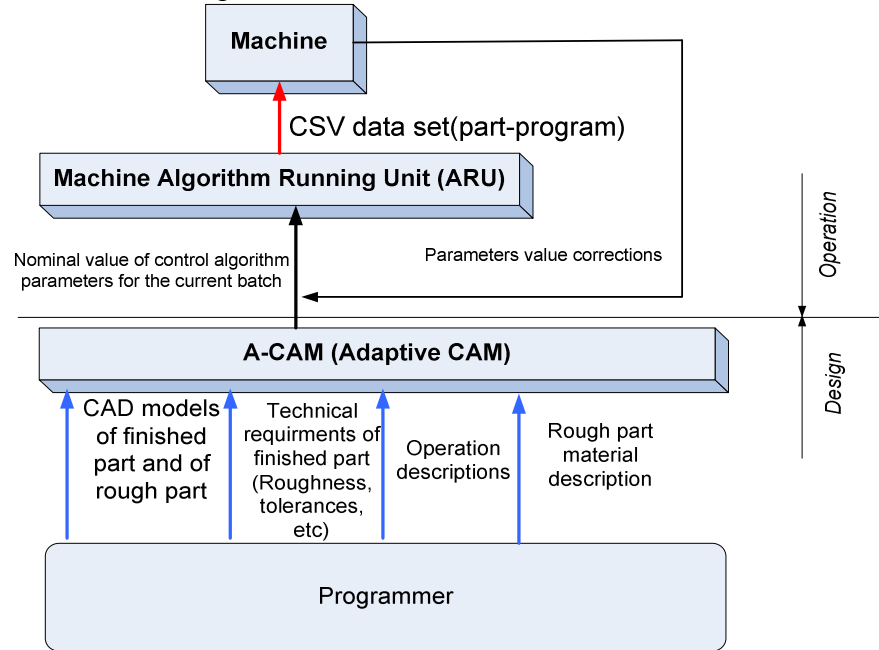 Machine
CSV data set(part-program)
Machine Algorithm Running Unit (ARU)
Nominal value of control algorithm
parameters for the current batch
Parameters value corrections
Operation
A-CAM (Adaptive CAM)
Design
CAD models
of finished
part and of
rough part
Technical
requirments of
finished part
(Roughness,
tolerances,
etc)
Operation
descriptions
Rough part
material
description
Programmer